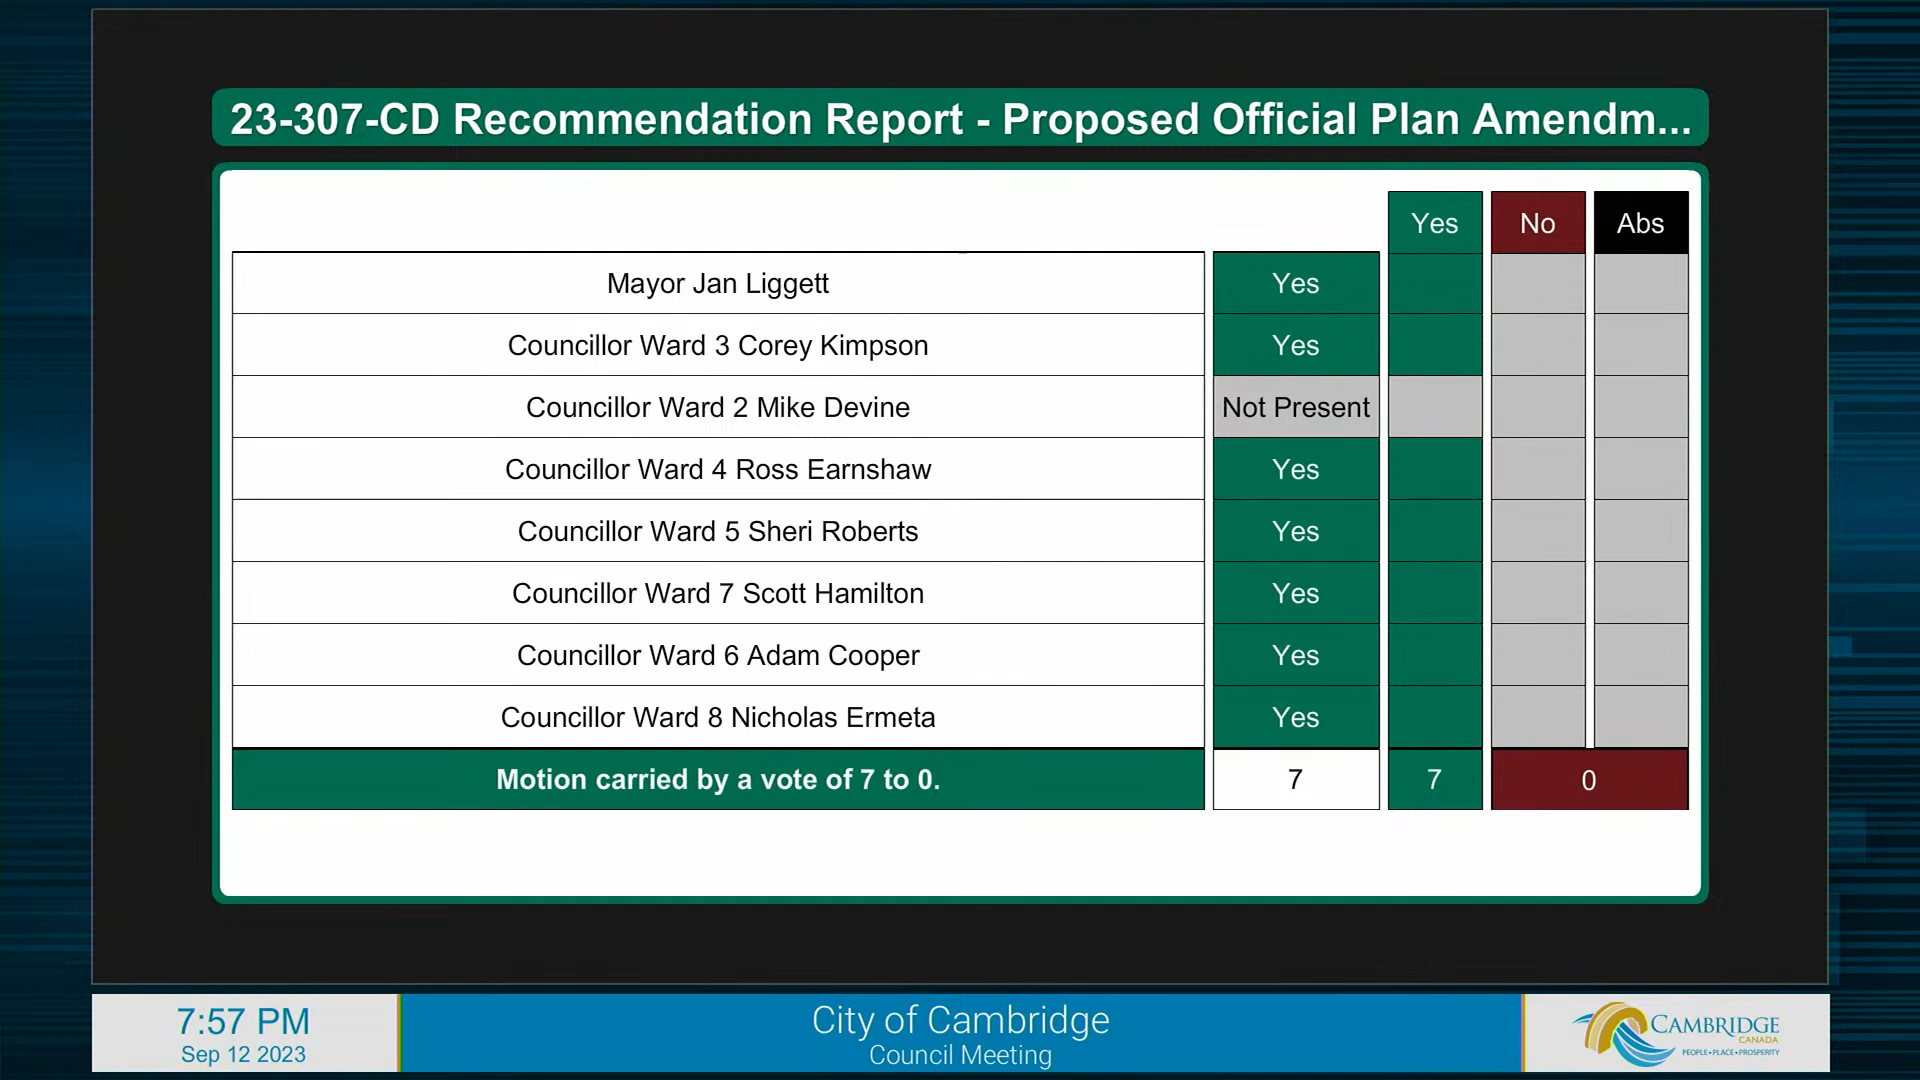 23-307-CD Recommendation Report - Proposed Official Plan Amendm...
Yes No Abs
Mayor Jan Liggett Yes
Councillor Ward 3 Corey Kimpson Yes
Councillor Ward 2 Mike Devine Not Present
Councillor Ward 4 Ross Earnshaw Yes
Councillor Ward 5 Sheri Roberts Yes
Councillor Ward 7 Scott Hamilton Yes
Councillor Ward 6 Adam Cooper Yes
Councillor Ward 8 Nicholas Ermeta Yes
Motion carried by a vote of 7 to 0. 7 7 0
7:57 PM
Sep 12 2023
City of Cambridge
Council Meeting
CAMBRIDGE
CANADA
PEOPLE • PLACE • PROSPERITY